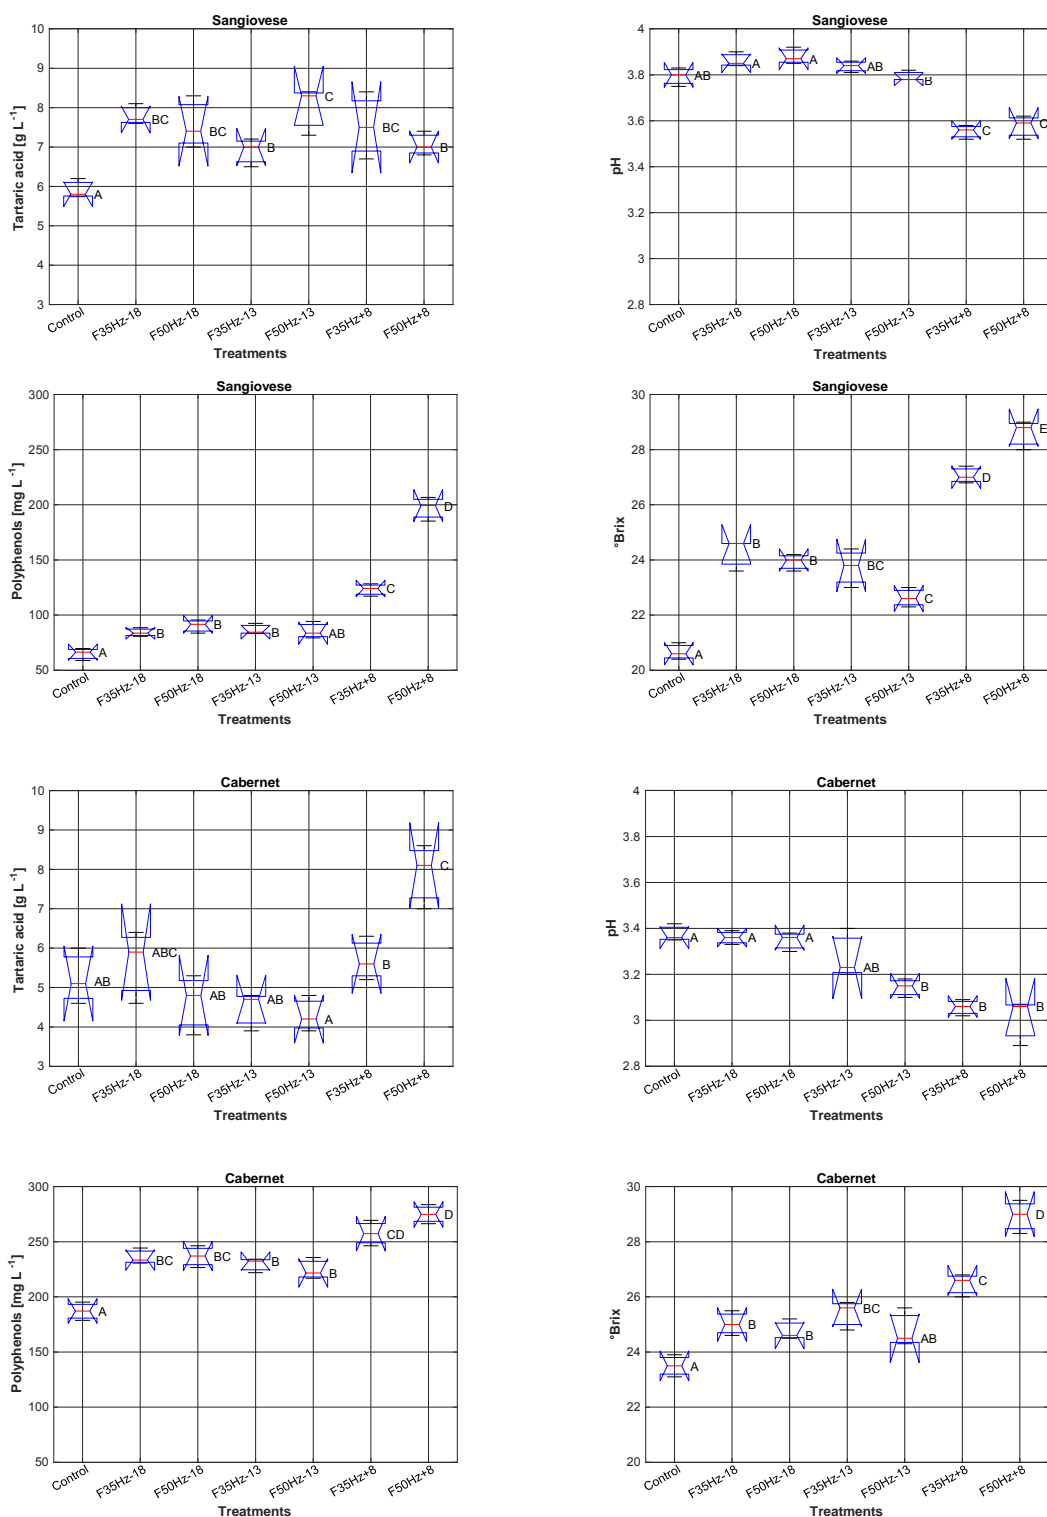 Sangiovese
Tartaric acid [g L -1]
10
9
8
7
6
5
4
3
A
BC
BC
B
C
BC
B
Control
F35Hz-18
F50Hz-18
F35Hz-13
F50Hz-13
F35Hz+8
F50Hz+8
Treatments
Sangiovese
pH
4
3.8
3.6
3.4
3.2
3
2.8
AB
A
A
AB
B
C
C
Control
F35Hz-18
F50Hz-18
F35Hz-13
F50Hz-13
F35Hz+8
F50Hz+8
Treatments
Sangiovese
Polyphenols [mg L -1]
300
250
200
150
100
50
A
B
B
B
AB
C
D
Control
F35Hz-18
F50Hz-18
F35Hz-13
F50Hz-13
F35Hz+8
F50Hz+8
Treatments
Sangiovese
°Brix
30
28
26
24
22
20
A
B
B
BC
C
D
E
Control
F35Hz-18
F50Hz-18
F35Hz-13
F50Hz-13
F35Hz+8
F50Hz+8
Treatments
Cabernet
Tartaric acid [g L -1]
10
9
8
7
6
5
4
3
AB
ABC
AB
AB
A
B
C
Control
F35Hz-18
F50Hz-18
F35Hz-13
F50Hz-13
F35Hz+8
F50Hz+8
Treatments
Cabernet
pH
4
3.8
3.6
3.4
3.2
3
2.8
A
A
A
AB
B
B
B
Control
F35Hz-18
F50Hz-18
F35Hz-13
F50Hz-13
F35Hz+8
F50Hz+8
Treatments
Cabernet
Polyphenols [mg L -1]
300
250
200
150
100
50
A
BC
BC
B
B
CD
D
Control
F35Hz-18
F50Hz-18
F35Hz-13
F50Hz-13
F35Hz+8
F50Hz+8
Treatments
Cabernet
°Brix
30
28
26
24
22
20
A
B
B
BC
AB
C
D
Control
F35Hz-18
F50Hz-18
F35Hz-13
F50Hz-13
F35Hz+8
F50Hz+8
Treatments